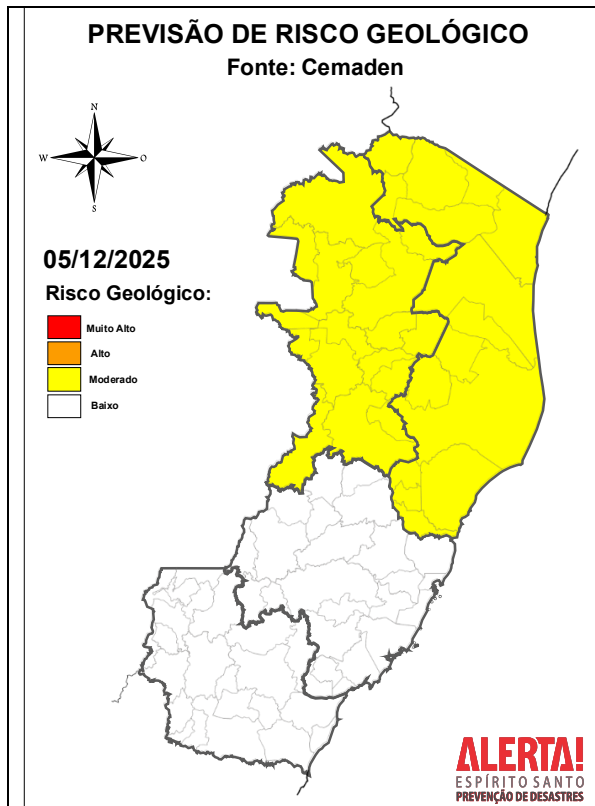 PREVISÃO DE RISCO GEOLÓGICO
Fonte: Cemaden
N
W
O
S
05/12/2025
Risco Geológico:
Muito Alto
Alto
Moderado
Baixo
ALERTA!
ESPÍRITO SANTO
PREVENÇÃO DE DESASTRES